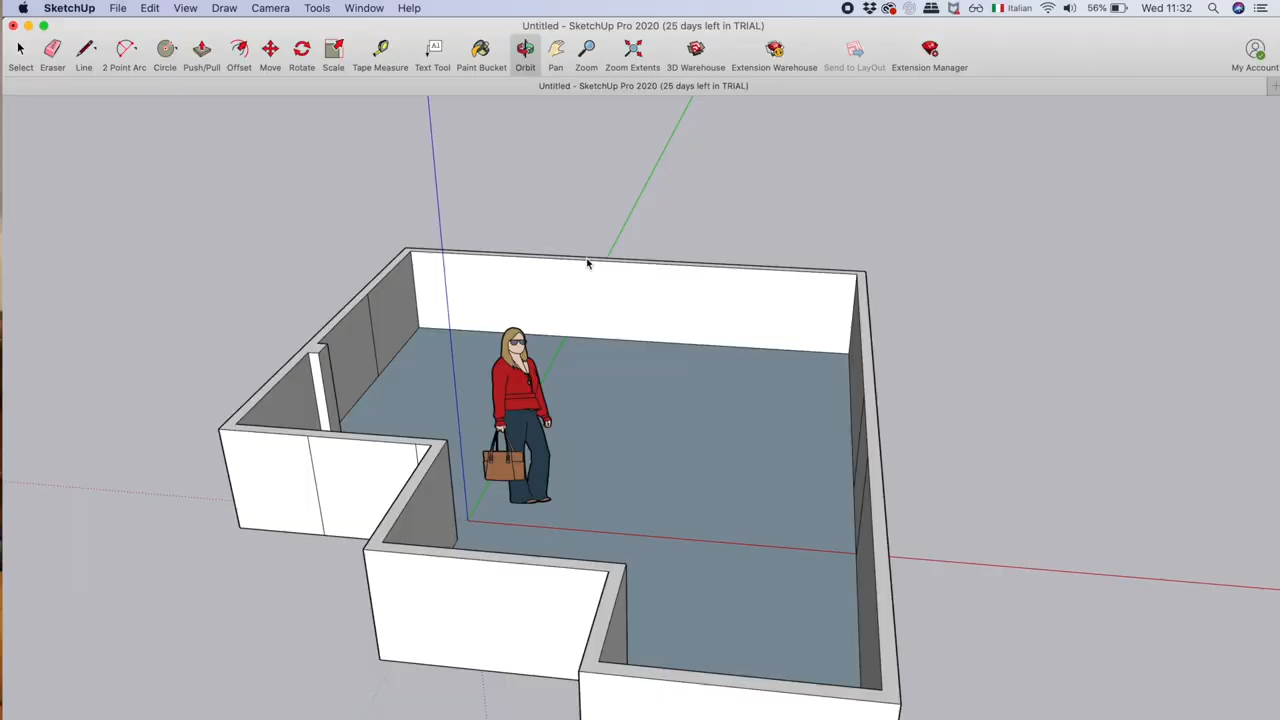 SketchUp File Edit View Draw Camera Tools Window Help Italian 56% Wed 11:32
Untitled - SketchUp Pro 2020 (25 days left in TRIAL)
Select Eraser Line 2 Point Arc Circle Push/Pull Offset Move Rotate Scale Tape Measure A1 Text Tool Paint Bucket Orbit Pan Zoom Zoom Extents 3D Warehouse Extension Warehouse Send to LayOut Extension Manager My Account
Untitled - SketchUp Pro 2020 (25 days left in TRIAL)